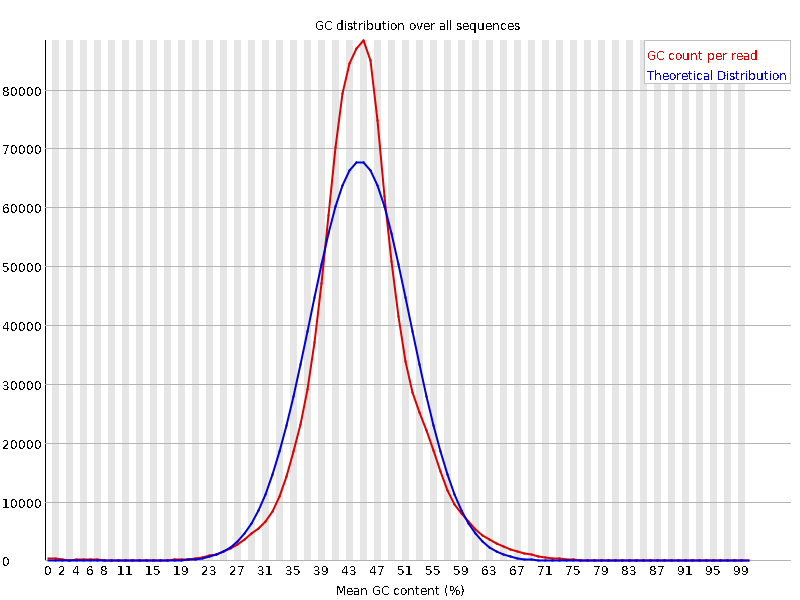 GC distribution over all sequences
GC count per read
Theoretical Distribution
80000
70000
60000
50000
40000
30000
20000
10000
0
0 2 4 6 8 11 15 19 23 27 31 35 39 43 47 51 55 59 63 67 71 75 79 83 87 91 95 99
Mean GC content (%)